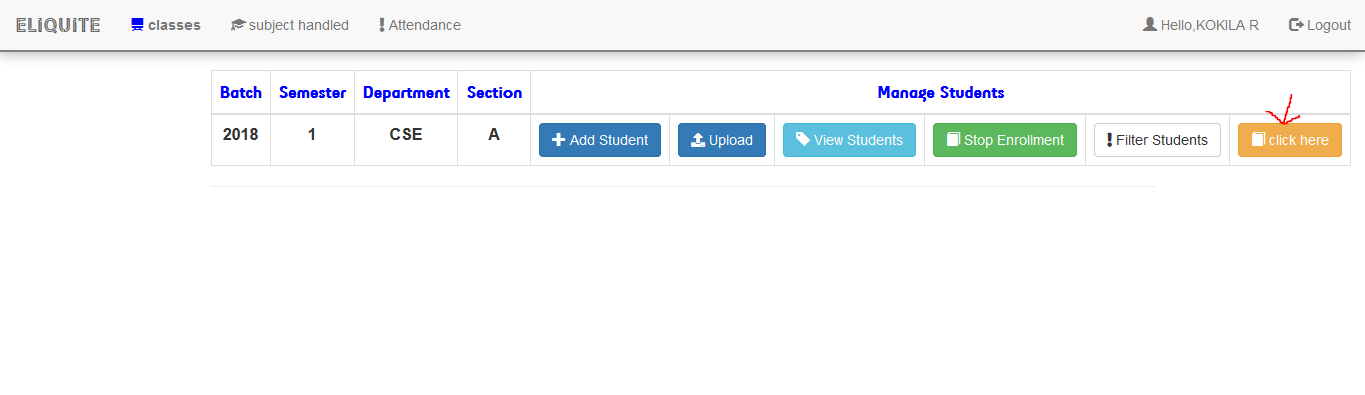 ELiQUiTE classes subject handled Attendance Hello,KOKILA R Logout
Batch Semester Department Section Manage Students
2018 1 CSE A Add Student Upload View Students Stop Enrollment Filter Students click here